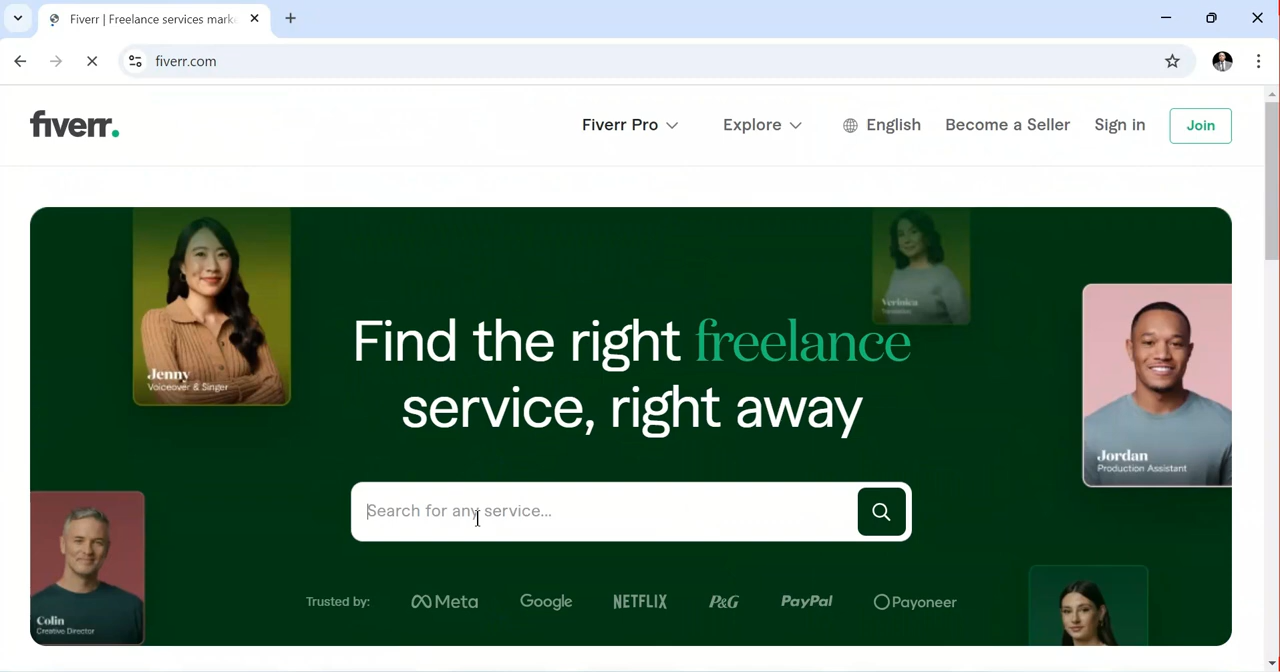 Fiverr | Freelance services mark
fiverr.com
fiverr.
Fiverr Pro
Explore
English
Become a Seller
Sign in
Join
Jenny
Voiceover & Singer
Veronica
Jordan
Production Assistant
Find the right freelance
service, right away
Search for any service...
Colin
Creative Director
Trusted by:
Meta
Google
NETFLIX
P&G
PayPal
Payoneer